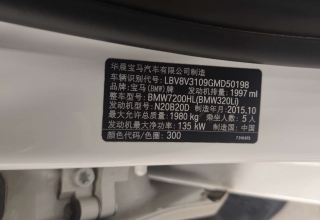 华晨宝马汽车有限公司制造
车辆识别代号: LBV8V3109GMD50198
品牌: 宝马(BMW)牌 发动机排量: 1997 ml
整车型号: BMW7200HL(BMW320Li)
发动机型号: N20B20D 制造年月: 2015.10
最大允许总质量: 1980 kg 乘坐人数: 5 人
发动机最大净功率: 135 kW 制造国: 中国
颜色代码/色图: 300